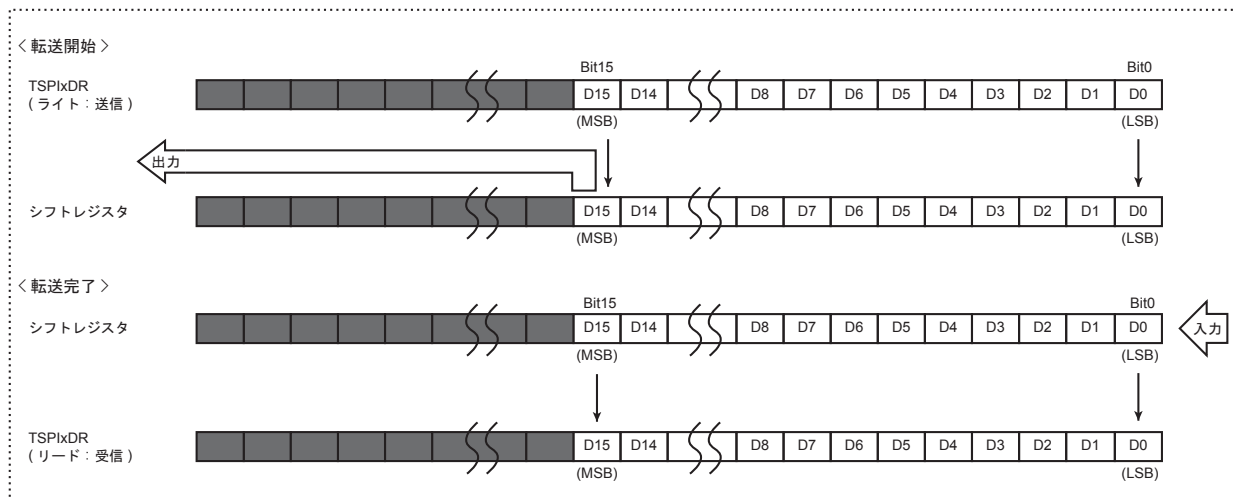 < 転送開始 >
Bit15 Bit0
TSPIxDR
( ライト : 送信 )
D15 D14 D8 D7 D6 D5 D4 D3 D2 D1 D0
(MSB) (LSB)
出力
シフトレジスタ
D15 D14 D8 D7 D6 D5 D4 D3 D2 D1 D0
(MSB) (LSB)
< 転送完了 >
Bit15 Bit0
シフトレジスタ
D15 D14 D8 D7 D6 D5 D4 D3 D2 D1 D0
入力
(MSB) (LSB)
TSPIxDR
( リード : 受信 )
D15 D14 D8 D7 D6 D5 D4 D3 D2 D1 D0
(MSB) (LSB)